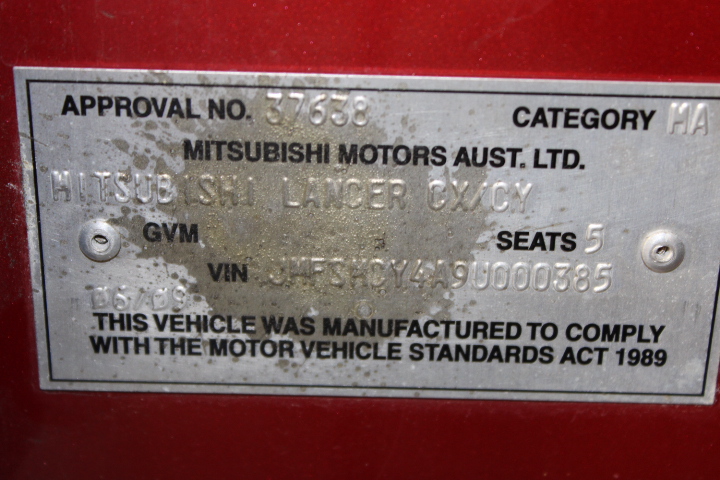 APPROVAL NO. 37638 CATEGORY MA
MITSUBISHI MOTORS AUST. LTD.
MITSUBISHI LANCER CX/CY
GVM SEATS 5
VIN
06/09
THIS VEHICLE WAS MANUFACTURED TO COMPLY
WITH THE MOTOR VEHICLE STANDARDS ACT 1989